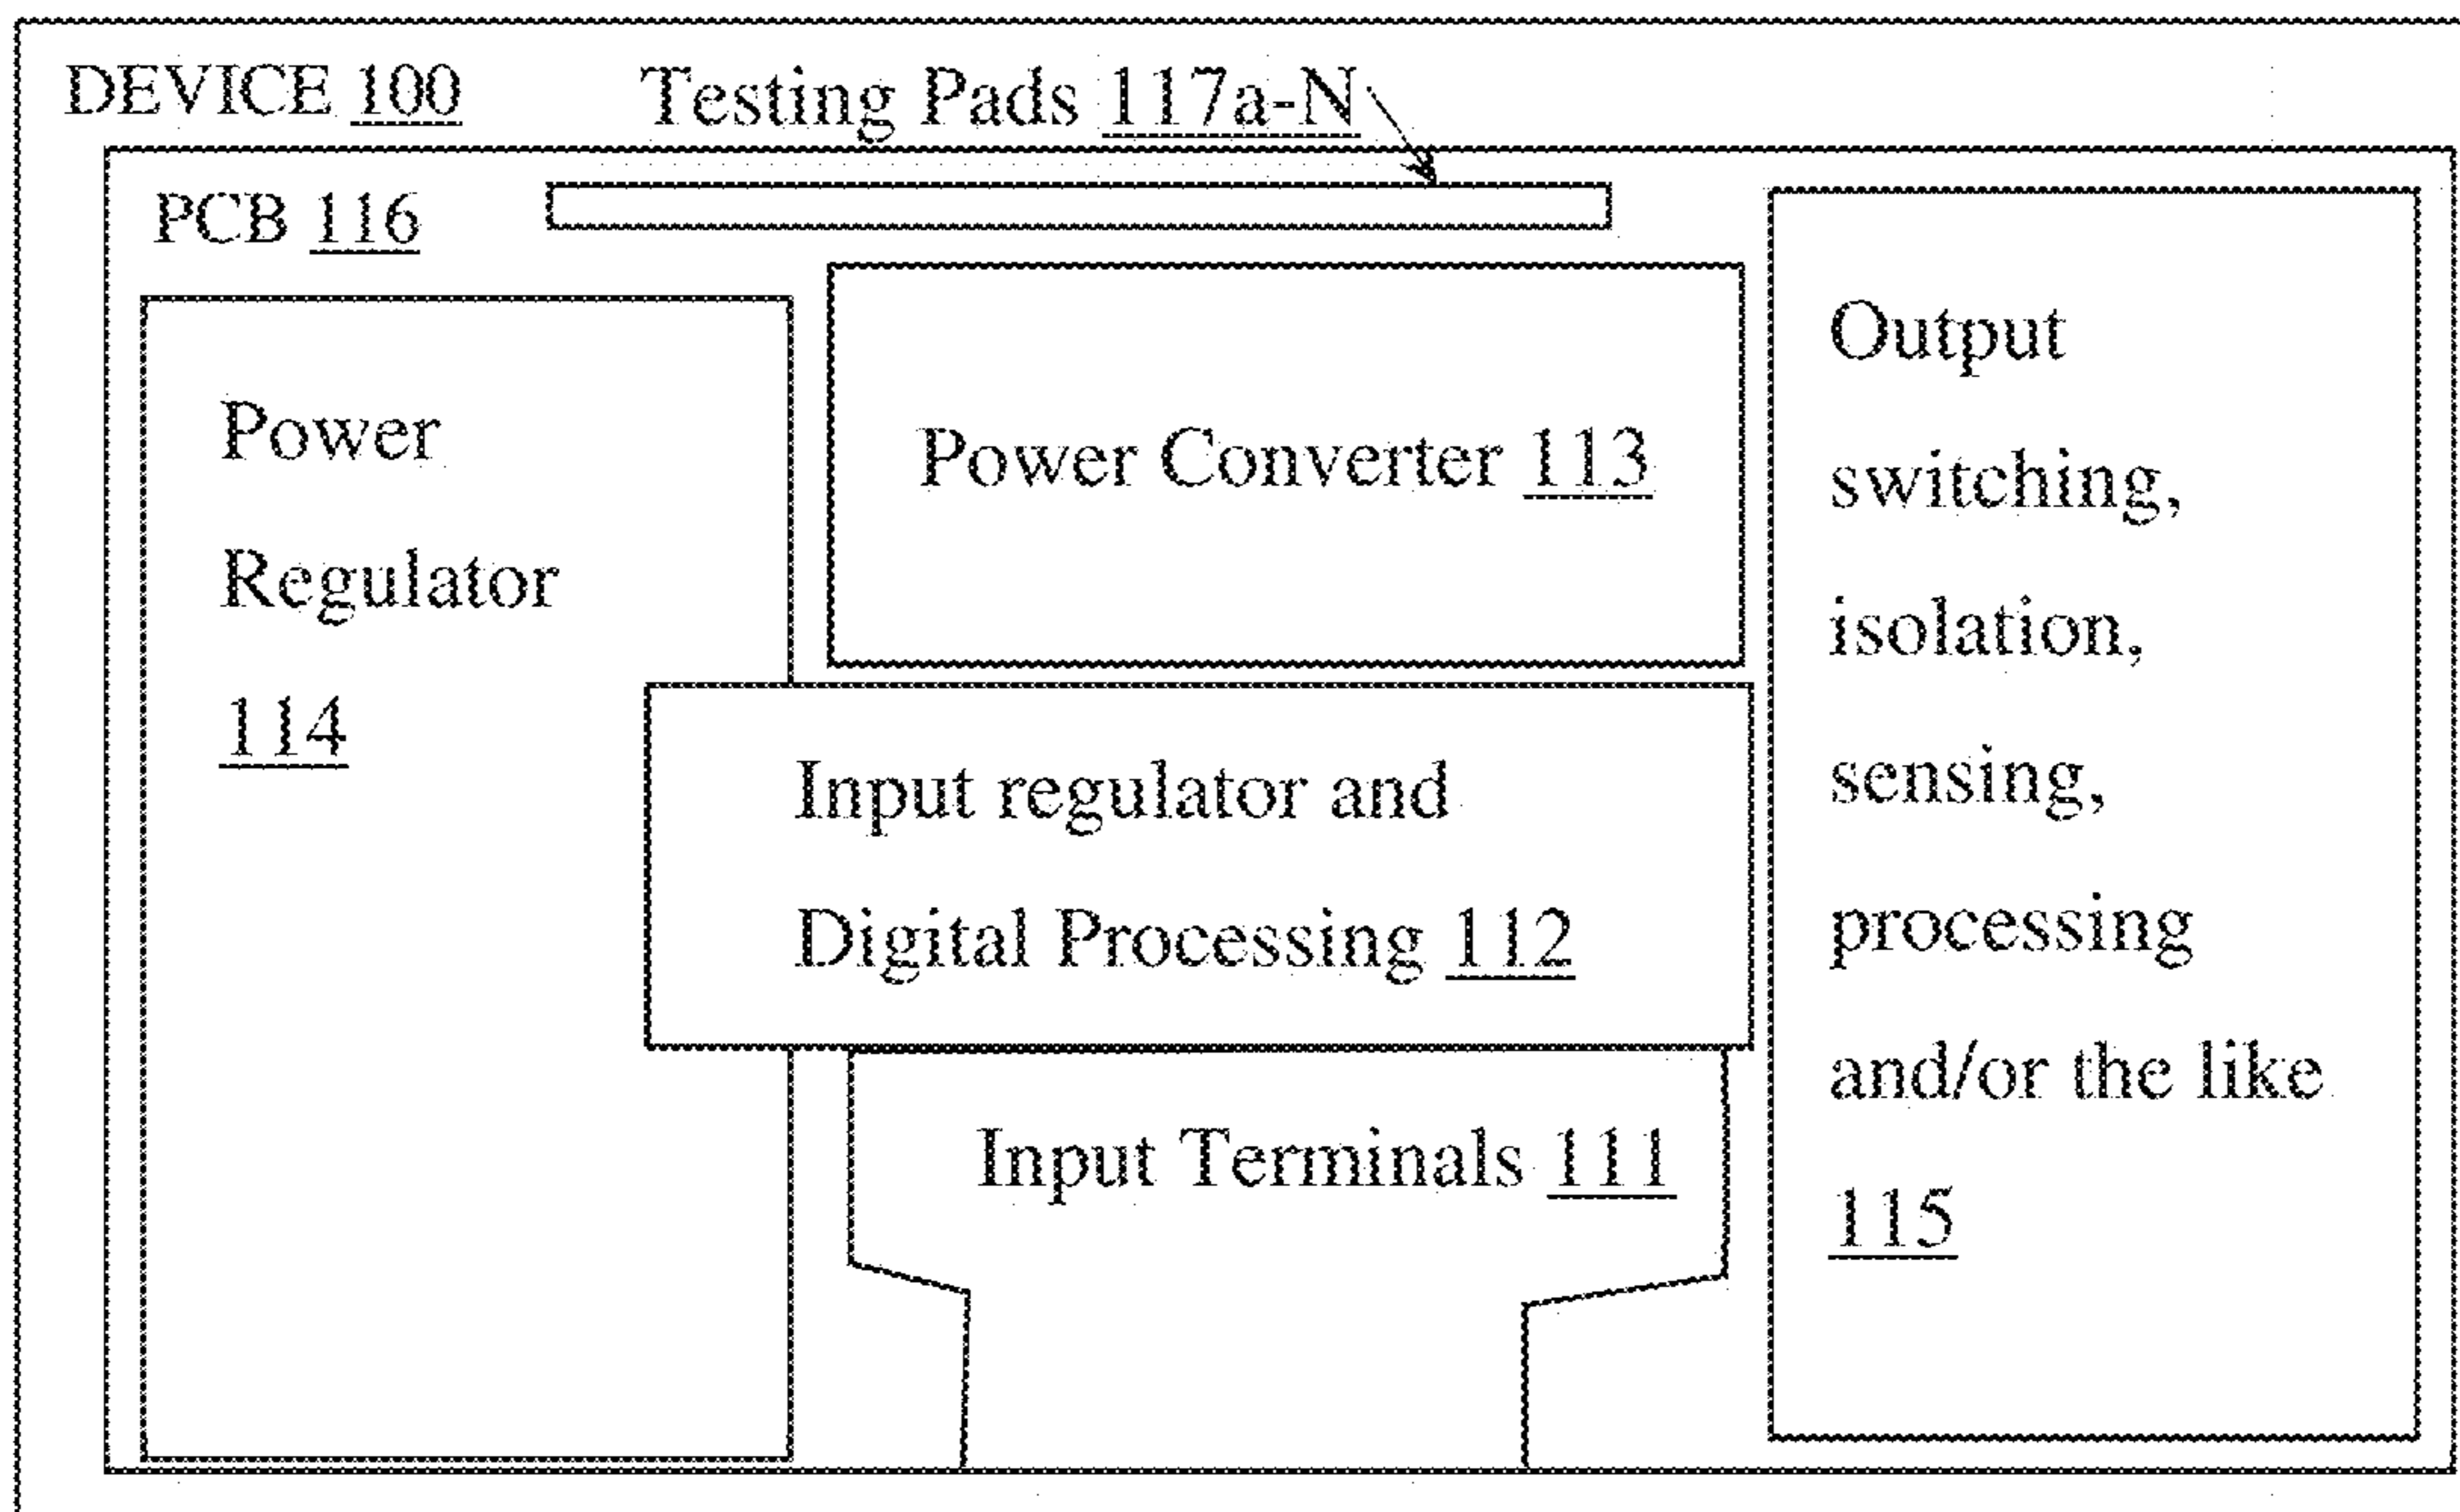 DEVICE 100
Testing Pads 117a-N
PCB 116
Power
Regulator
114
Power Converter 113
Input regulator and
Digital Processing 112
Input Terminals 111
Output
switching,
isolation,
sensing,
processing
and/or the like
115